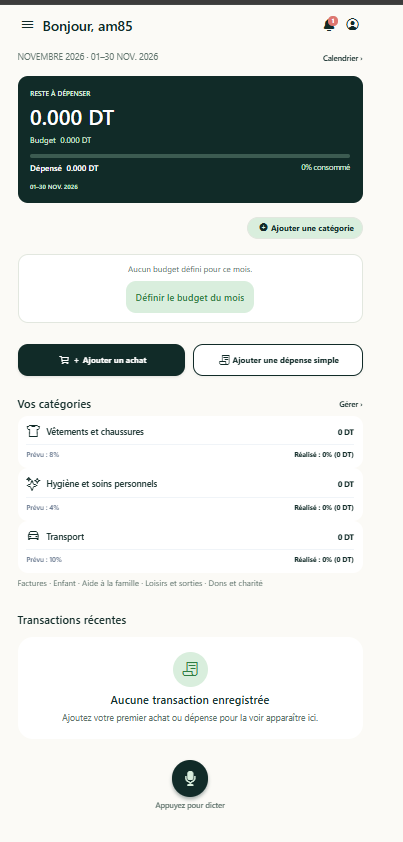 Bonjour, am85
1
NOVEMBRE 2026 · 01–30 NOV. 2026
Calendrier ›
RESTE À DÉPENSER
0.000 DT
Budget 0.000 DT
Dépensé 0.000 DT
0% consommé
01–30 NOV. 2026
Ajouter une catégorie
Aucun budget défini pour ce mois.
Définir le budget du mois
+ Ajouter un achat
Ajouter une dépense simple
Vos catégories
Gérer ›
Vêtements et chaussures
0 DT
Prévu : 8%
Réalisé : 0% (0 DT)
Hygiène et soins personnels
0 DT
Prévu : 4%
Réalisé : 0% (0 DT)
Transport
0 DT
Prévu : 10%
Réalisé : 0% (0 DT)
Factures · Enfant · Aide à la famille · Loisirs et sorties · Dons et charité
Transactions récentes
Aucune transaction enregistrée
Ajoutez votre premier achat ou dépense pour la voir apparaître ici.
Appuyez pour dicter